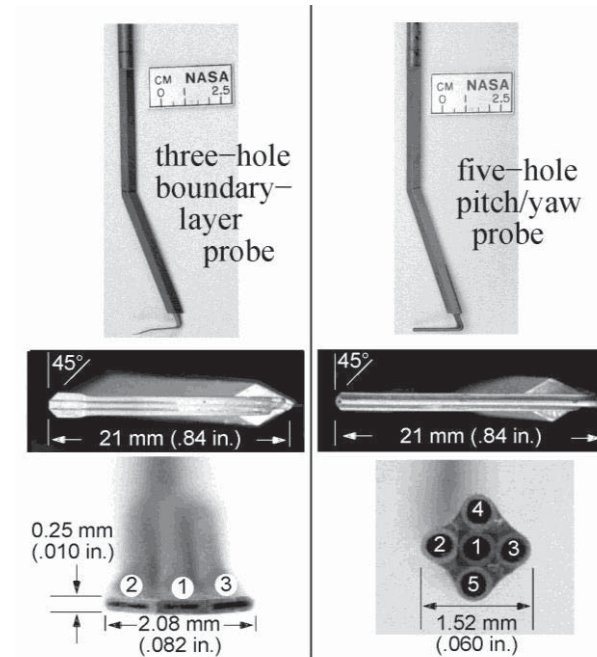 CM NASA
0 1 2.5
three-hole
boundary-
layer
probe
45°
21 mm (.84 in.)
0.25 mm
(.010 in.)
2 1 3
2.08 mm
(.082 in.)
CM NASA
0 1 2.5
five-hole
pitch/yaw
probe
45°
21 mm (.84 in.)
4
2 1 3
5
1.52 mm
(.060 in.)